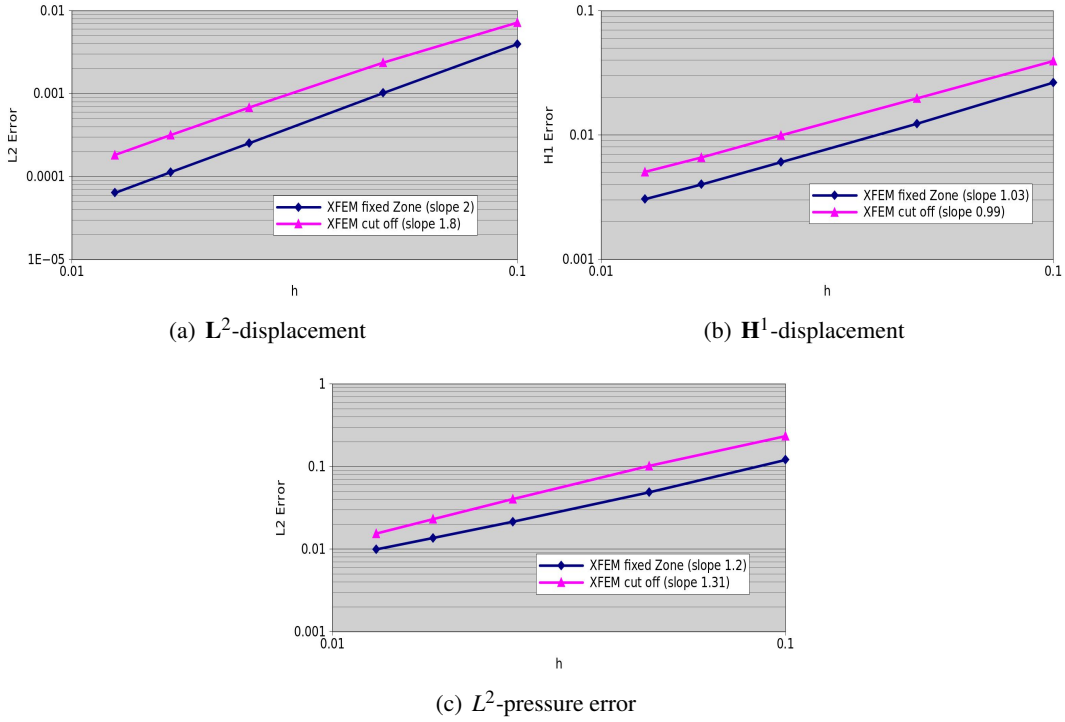 0.01
0.001
0.0001
1E-05
L2 Error
0.01
0.1
h
XFEM fixed Zone (slope 2)
XFEM cut off (slope 1.8)
(a) L²-displacement
0.1
0.01
0.001
H1 Error
0.01
0.1
h
XFEM fixed Zone (slope 1.03)
XFEM cut off (slope 0.99)
(b) H¹-displacement
1
0.1
0.01
0.001
L2 Error
0.01
0.1
h
XFEM fixed Zone (slope 1.2)
XFEM cut off (slope 1.31)
(c) L²-pressure error